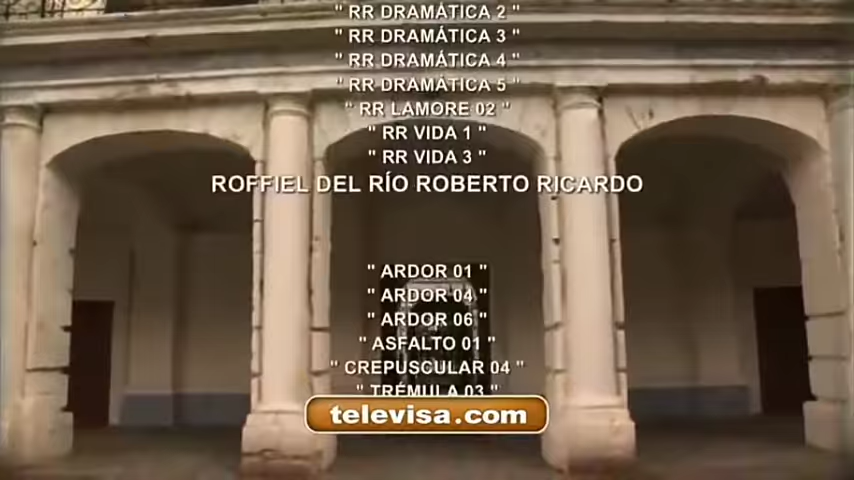 " RR DRAMÁTICA 2 "
" RR DRAMÁTICA 3 "
" RR DRAMÁTICA 4 "
" RR DRAMÁTICA 5 "
" RR LAMORE 02 "
" RR VIDA 1 "
" RR VIDA 3 "
ROFFIEL DEL RÍO ROBERTO RICARDO
" ARDOR 01 "
" ARDOR 04 "
" ARDOR 06 "
" ASFALTO 01 "
" CREPUSCULAR 04 "
" TRÉMULA 03 "
televisa.com